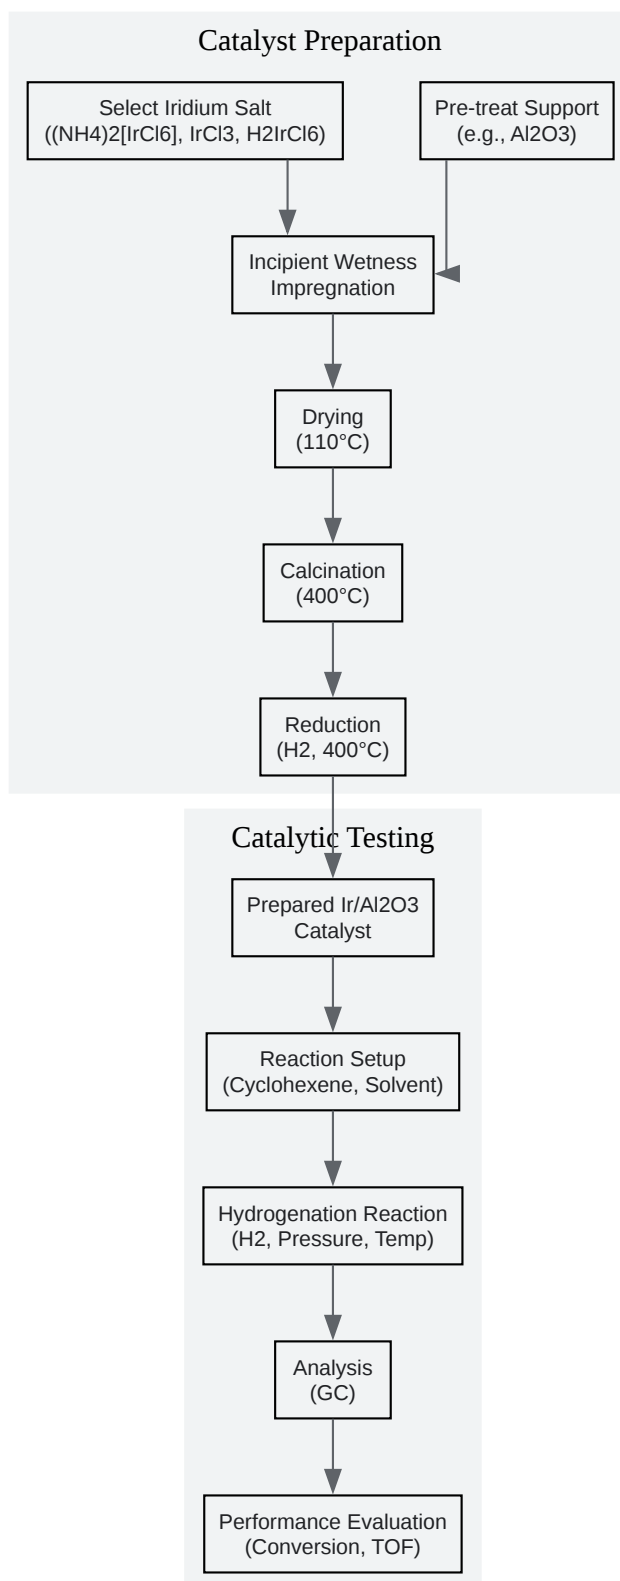 Catalyst Preparation
Select Iridium Salt
((NH4)2[IrCl6], IrCl3, H2IrCl6)
Pre-treat Support
(e.g., Al2O3)
Incipient Wetness
Impregnation
Drying
(110°C)
Calcination
(400°C)
Reduction
(H2, 400°C)
Catalytic Testing
Prepared Ir/Al2O3
Catalyst
Reaction Setup
(Cyclohexene, Solvent)
Hydrogenation Reaction
(H2, Pressure, Temp)
Analysis
(GC)
Performance Evaluation
(Conversion, TOF)